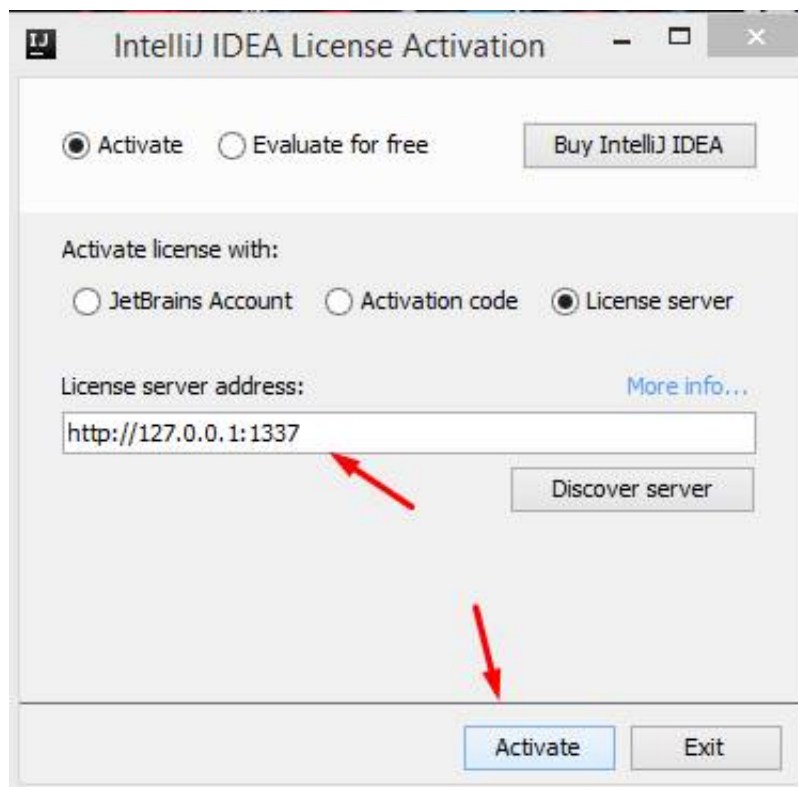 IJ IntelliJ IDEA License Activation
Activate Evaluate for free Buy IntelliJ IDEA
Activate license with:
JetBrains Account Activation code License server
License server address: More info...
http://127.0.0.1:1337
Discover server
Activate Exit